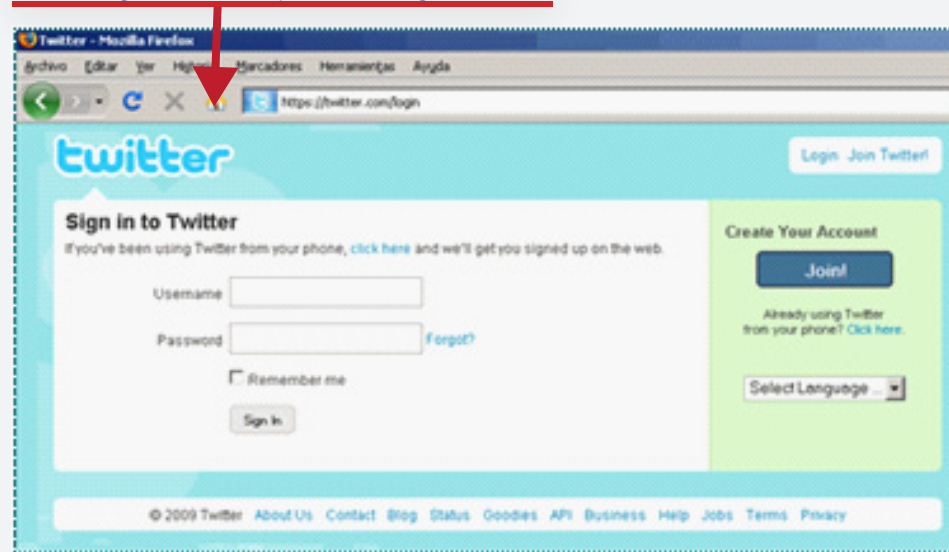 Twitter - Mozilla Firefox
Archivo Editar Ver Marcadores Herramientas Ayuda
https://twitter.com/login
twitter
Login Join Twitter!
Sign in to Twitter
If you've been using Twitter from your phone, click here and we'll get you signed up on the web.
Username
Password
Forgot?
Remember me
Sign In
Create Your Account
Join!
Already using Twitter
from your phone? Click here.
Select Language ...
© 2009 Twitter About Us Contact Blog Status Goodies API Business Help Jobs Terms Privacy